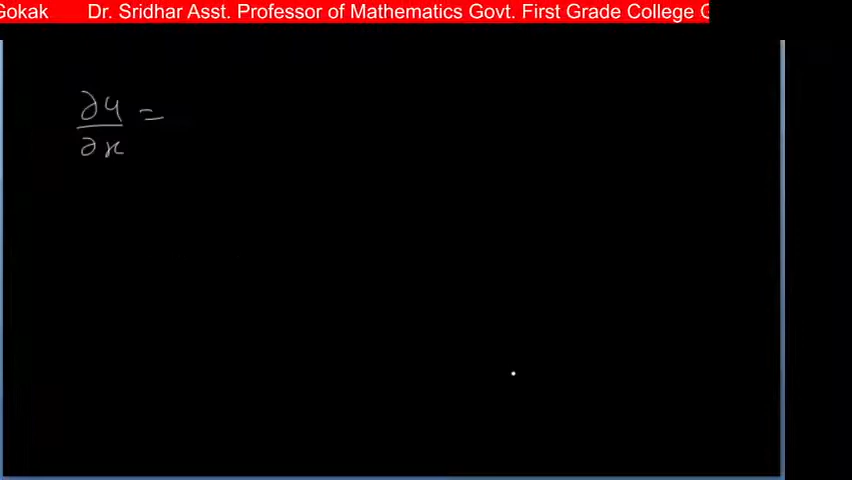 Gokak Dr. Sridhar Asst. Professor of Mathematics Govt. First Grade College G
∂u/∂x =